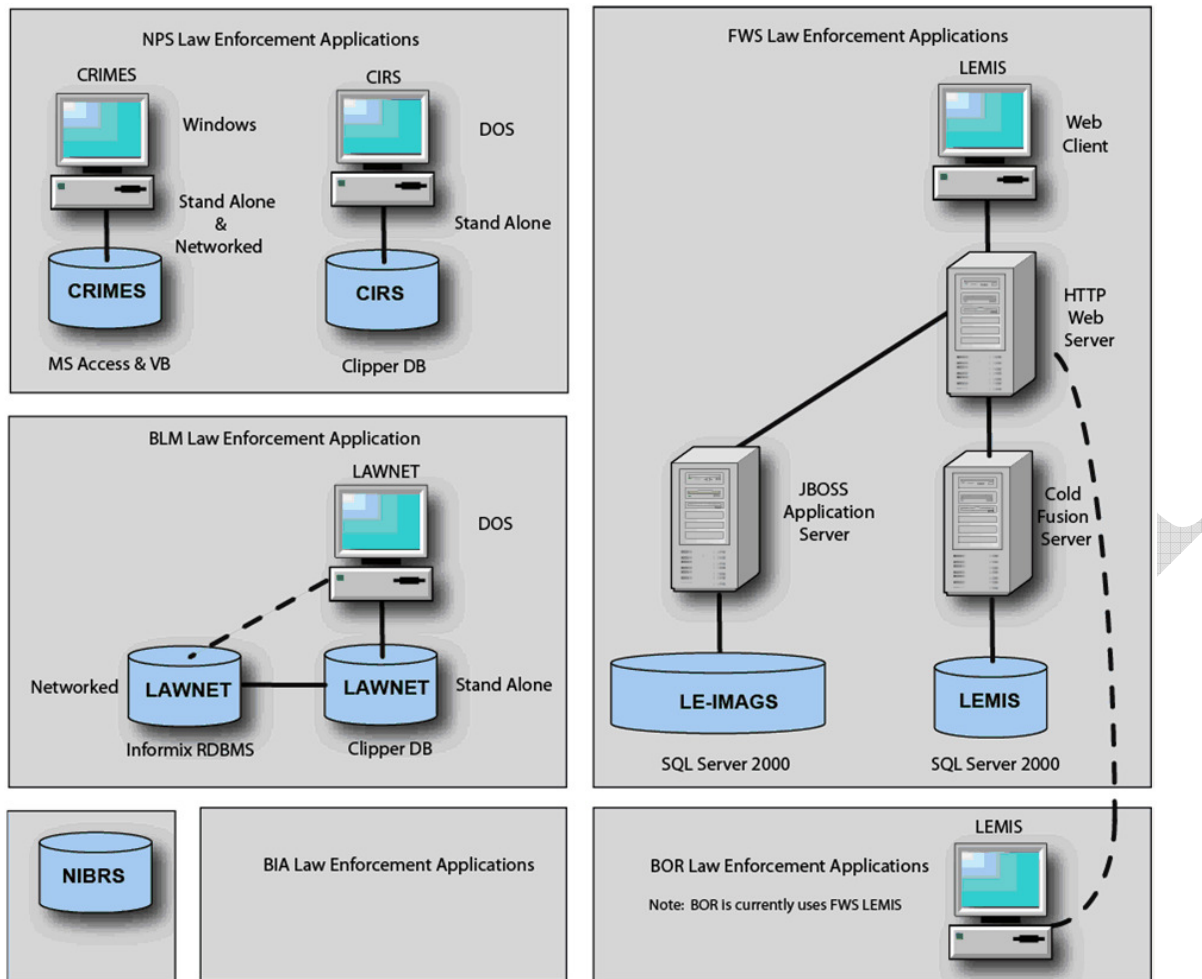 NPS Law Enforcement Applications
CRIMES
CIRS
Windows
DOS
Stand Alone
&
Networked
Stand Alone
CRIMES
CIRS
MS Access & VB
Clipper DB
FWS Law Enforcement Applications
LEMIS
Web
Client
HTTP
Web
Server
JBOSS
Application
Server
Cold
Fusion
Server
LE-IMAGS
LEMIS
SQL Server 2000
SQL Server 2000
BLM Law Enforcement Application
LAWNET
DOS
Networked
LAWNET
LAWNET
Stand Alone
Informix RDBMS
Clipper DB
NIBRS
BIA Law Enforcement Applications
BOR Law Enforcement Applications
Note: BOR is currently uses FWS LEMIS
LEMIS